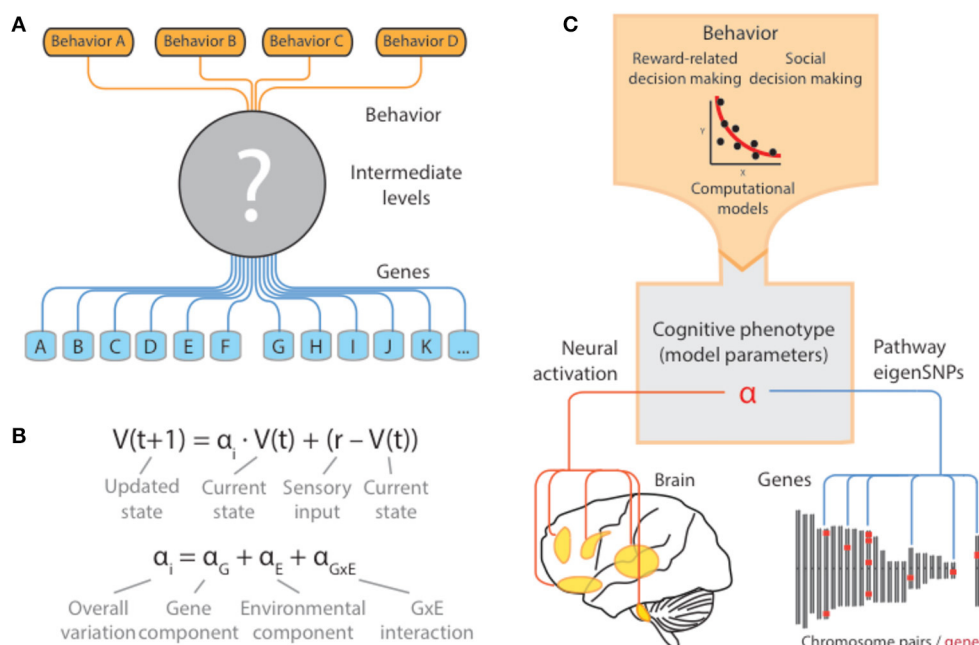 A
Behavior A Behavior B Behavior C Behavior D
Behavior
?
Intermediate
levels
Genes
A B C D E F G H I J K ...
B
V(t+1) = αi · V(t) + (r – V(t))
Updated state
Current state
Sensory input
Current state
αi = αG + αE + αGxE
Overall variation
Gene component
Environmental component
GxE interaction
C
Behavior
Reward-related
decision making
Social
decision making
Y
X
Computational
models
Cognitive phenotype
(model parameters)
α
Neural
activation
Pathway
eigenSNPs
Brain
Genes
Chromosome pairs / gene